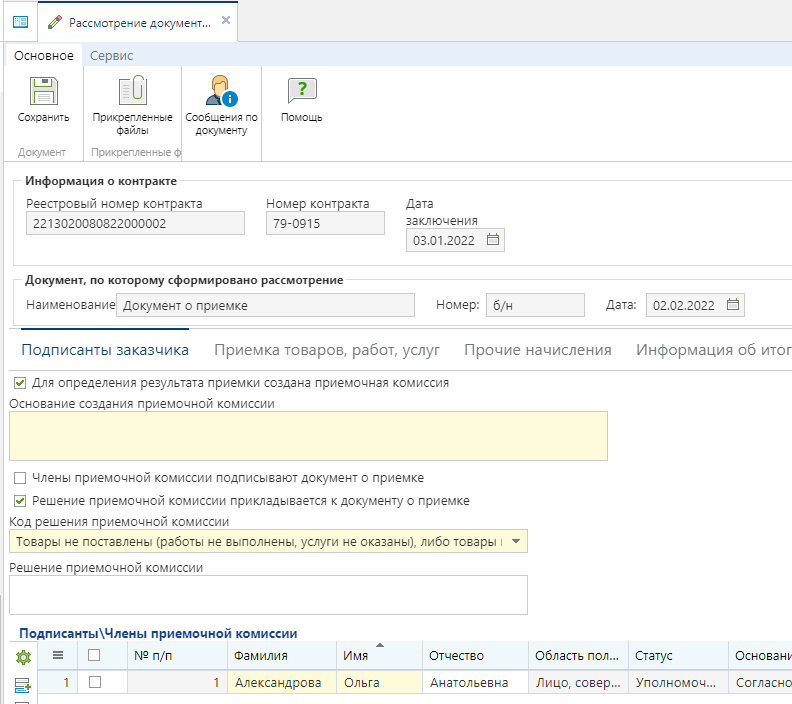 Рассмотрение документ...
Основное Сервис
Сохранить
Прикрепленные файлы
Сообщения по документу
Помощь
Документ
Прикрепленные ф
Информация о контракте
Реестровый номер контракта
Номер контракта
Дата заключения
2213020080822000002
79-0915
03.01.2022
Документ, по которому сформировано рассмотрение
Наименование Документ о приемке Номер: б/н Дата: 02.02.2022
Подписанты заказчика Приемка товаров, работ, услуг Прочие начисления Информация об итог
Для определения результата приемки создана приемочная комиссия
Основание создания приемочной комиссии
Члены приемочной комиссии подписывают документ о приемке
Решение приемочной комиссии прикладывается к документу о приемке
Код решения приемочной комиссии
Товары не поставлены (работы не выполнены, услуги не оказаны), либо товары
Решение приемочной комиссии
Подписанты\Члены приемочной комиссии
№ п/п Фамилия Имя Отчество Область пол... Статус Основани
1 1 Александрова Ольга Анатольевна Лицо, совер... Уполномоч... Согласно